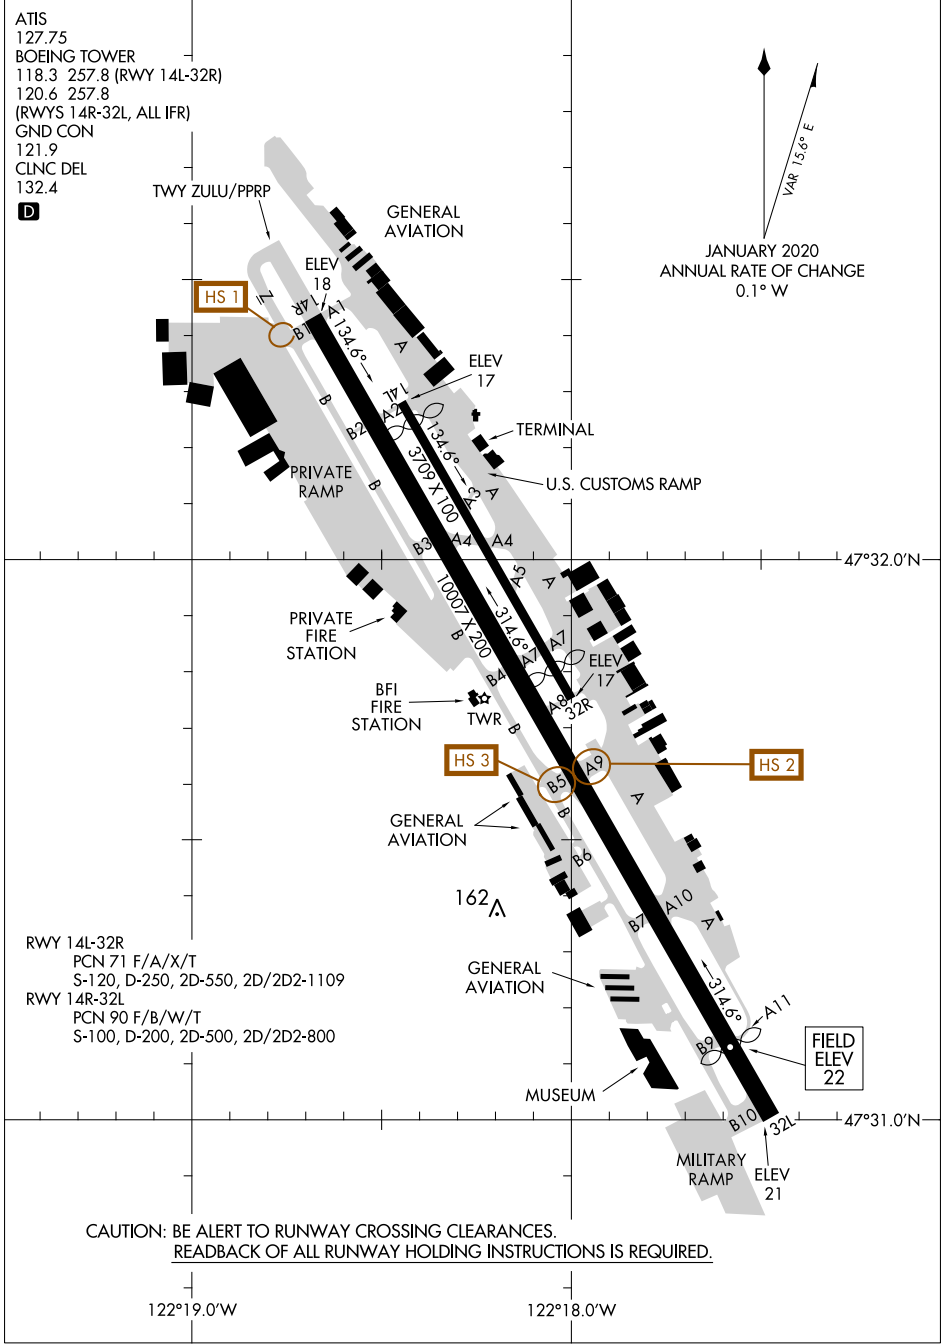 ATIS
127.75
BOEING TOWER
118.3 257.8 (RWY 14L-32R)
120.6 257.8
(RWYS 14R-32L, ALL IFR)
GND CON
121.9
CLNC DEL
132.4
D
VAR 15.6° E
JANUARY 2020
ANNUAL RATE OF CHANGE
0.1° W
TWY ZULU/PPRP
GENERAL
AVIATION
ELEV
18
HS 1
Z
14R
A1
B1
134.6°
A
ELEV
17
14L
B
B2
A2
134.6°
TERMINAL
3709 X 100
PRIVATE
RAMP
B
A3
A
U.S. CUSTOMS RAMP
B3
A4
A4
47°32.0'N
A5
A
10007 X 200
314.6°
PRIVATE
FIRE
STATION
B
A7
A7
B4
ELEV
17
BFI
FIRE
STATION
TWR
A8
32R
B
HS 3
B5
A9
HS 2
B
A
GENERAL
AVIATION
B6
162
B7
A10
A
RWY 14L-32R
PCN 71 F/A/X/T
S-120, D-250, 2D-550, 2D/2D2-1109
RWY 14R-32L
PCN 90 F/B/W/T
S-100, D-200, 2D-500, 2D/2D2-800
GENERAL
AVIATION
314.6°
A11
B9
FIELD
ELEV
22
MUSEUM
B10
32L
47°31.0'N
MILITARY
RAMP
ELEV
21
CAUTION: BE ALERT TO RUNWAY CROSSING CLEARANCES.
READBACK OF ALL RUNWAY HOLDING INSTRUCTIONS IS REQUIRED.
122°19.0'W
122°18.0'W